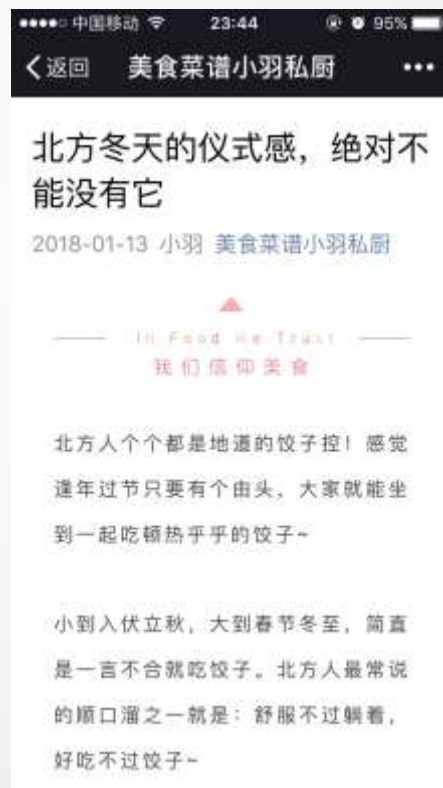 中国移动 23:44 95%
返回 美食菜谱小羽私厨
北方冬天的仪式感，绝对不
能没有它
2018-01-13 小羽 美食菜谱小羽私厨
In Food We Trust
我们信仰美食
北方人个个都是地道的饺子控！感觉
逢年过节只要有个由头，大家就能坐
到一起吃顿热乎乎的饺子~
小到入伏立秋，大到春节冬至，简直
是一言不合就吃饺子。北方人最常说
的顺口溜之一就是：舒服不过躺着，
好吃不过饺子~